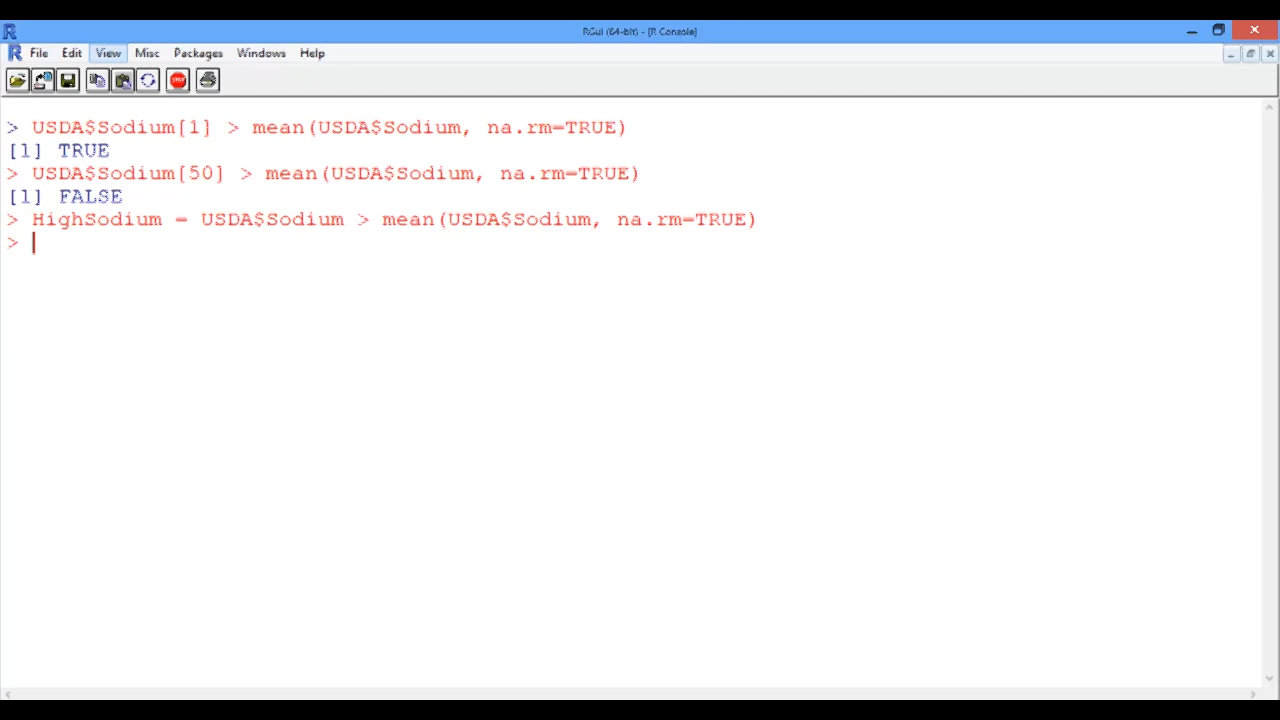 RGui (64-bit) - [R Console]
File Edit View Misc Packages Windows Help
STOP
> USDA$Sodium[1] > mean(USDA$Sodium, na.rm=TRUE)
[1] TRUE
> USDA$Sodium[50] > mean(USDA$Sodium, na.rm=TRUE)
[1] FALSE
> HighSodium = USDA$Sodium > mean(USDA$Sodium, na.rm=TRUE)
>